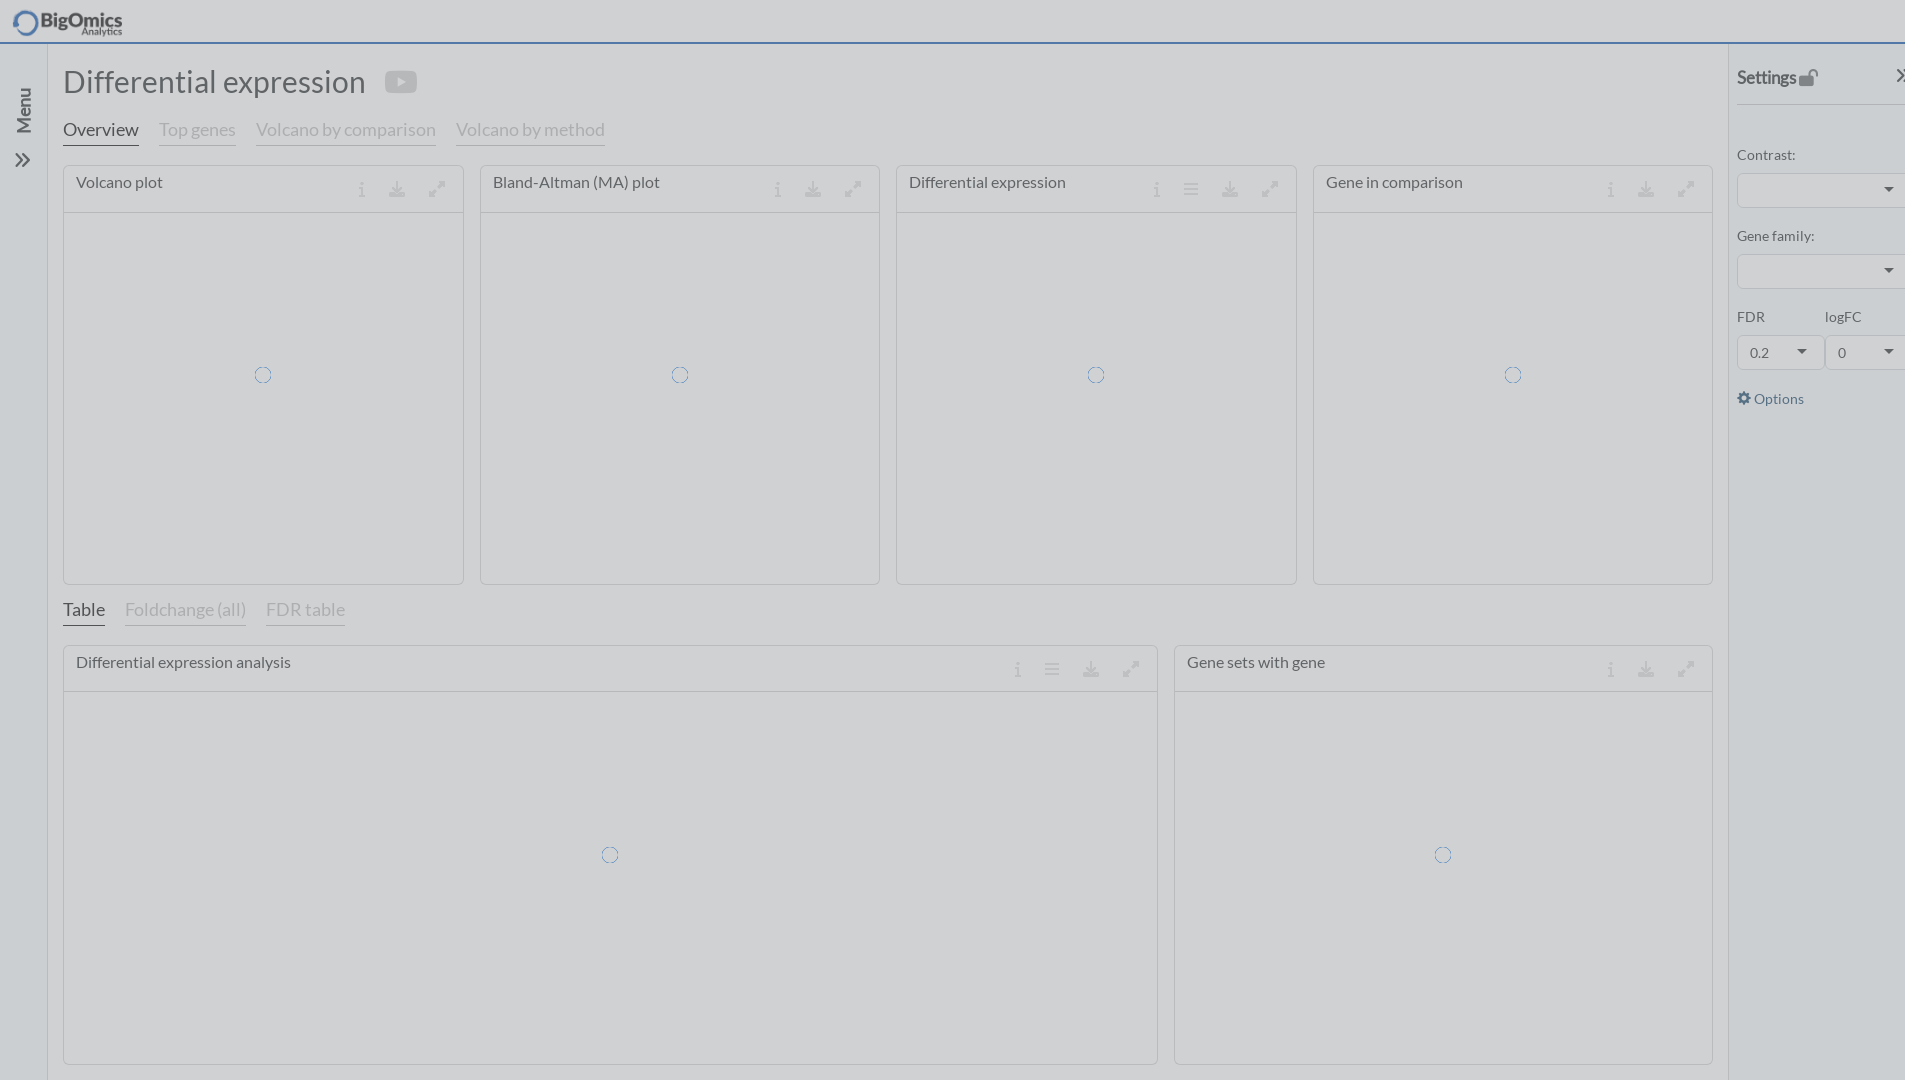 BigOmics
Analytics
Menu
Differential expression
Overview Top genes Volcano by comparison Volcano by method
Volcano plot
Bland-Altman (MA) plot
Differential expression
Gene in comparison
Table Foldchange (all) FDR table
Differential expression analysis
Gene sets with gene
Settings
Contrast:
Gene family:
FDR logFC
0.2 0
Options